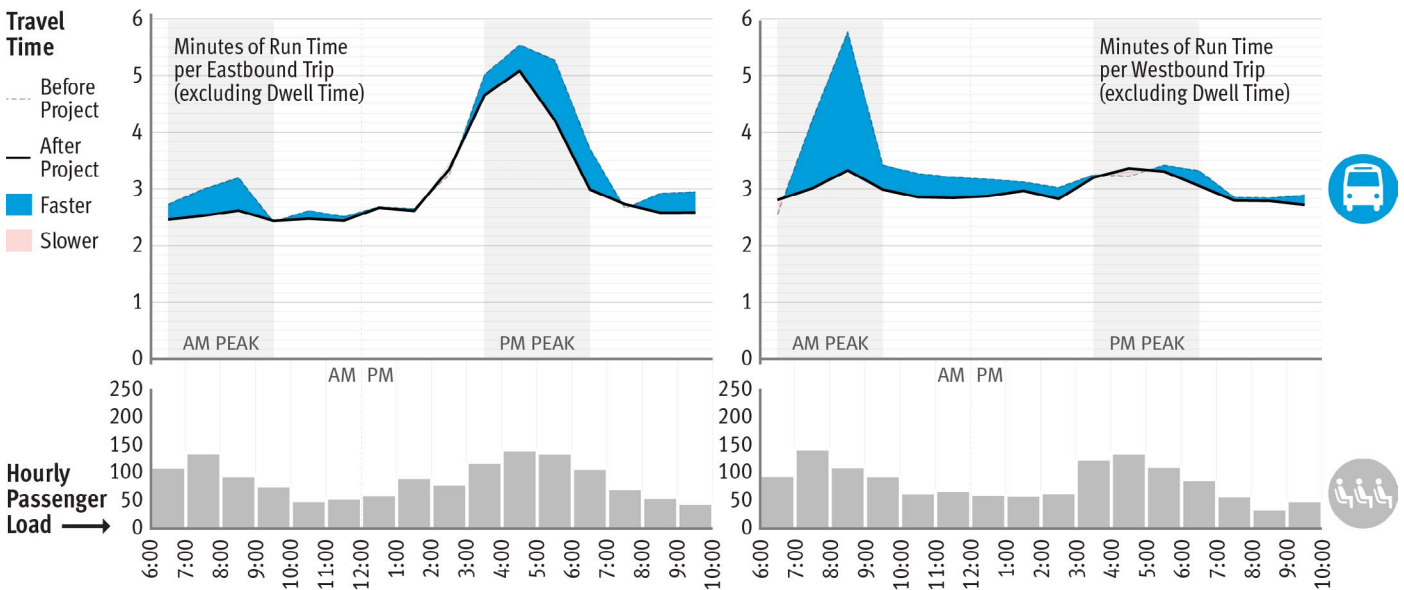 Travel
Time
Before
Project
After
Project
Faster
Slower
6
5
4
3
2
1
0
Minutes of Run Time
per Eastbound Trip
(excluding Dwell Time)
AM PEAK
PM PEAK
AM PM
6
5
4
3
2
1
0
Minutes of Run Time
per Westbound Trip
(excluding Dwell Time)
AM PEAK
PM PEAK
AM PM
Hourly
Passenger
Load
250
200
150
100
50
0
6:00
7:00
8:00
9:00
10:00
11:00
12:00
1:00
2:00
3:00
4:00
5:00
6:00
7:00
8:00
9:00
10:00
250
200
150
100
50
0
6:00
7:00
8:00
9:00
10:00
11:00
12:00
1:00
2:00
3:00
4:00
5:00
6:00
7:00
8:00
9:00
10:00